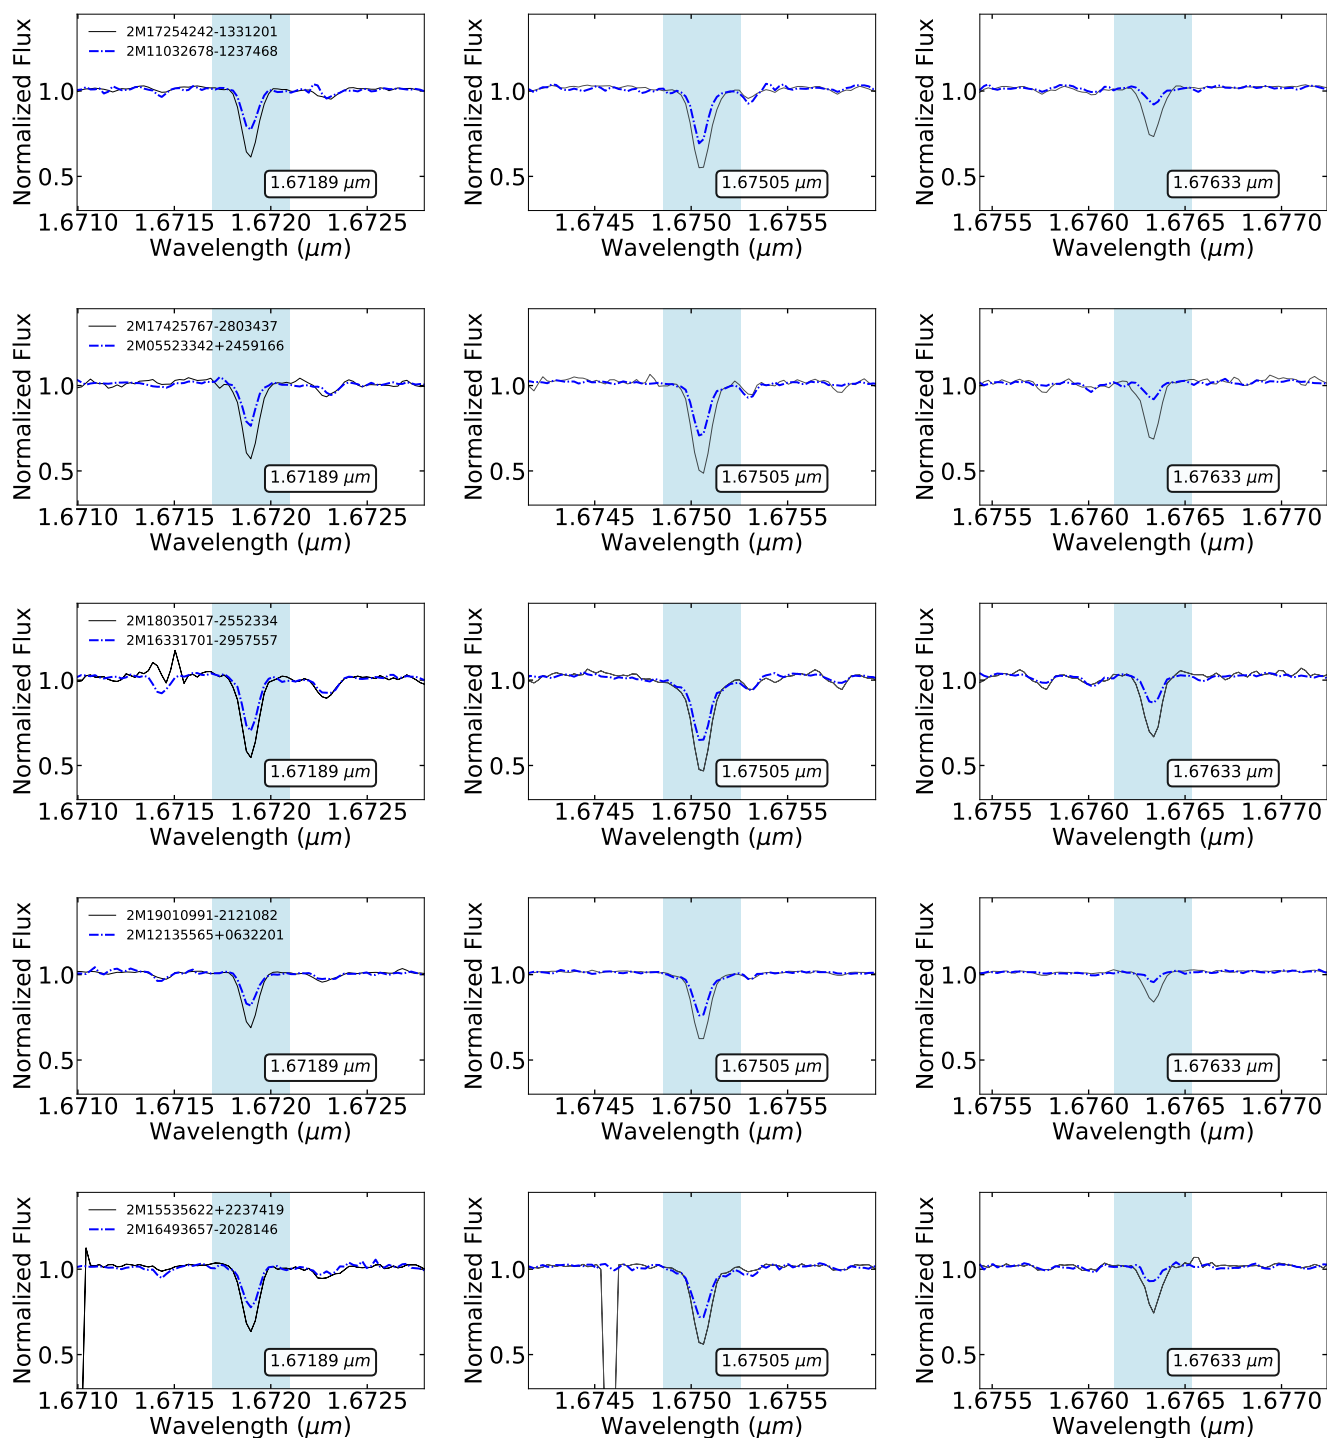 2M17254242-1331201
2M11032678-1237468
Normalized Flux
1.0
0.5
1.67189 μm
1.6710 1.6715 1.6720 1.6725
Wavelength (μm)
Normalized Flux
1.0
0.5
1.67505 μm
1.6745 1.6750 1.6755
Wavelength (μm)
Normalized Flux
1.0
0.5
1.67633 μm
1.6755 1.6760 1.6765 1.6770
Wavelength (μm)
2M17425767-2803437
2M05523342+2459166
Normalized Flux
1.0
0.5
1.67189 μm
1.6710 1.6715 1.6720 1.6725
Wavelength (μm)
Normalized Flux
1.0
0.5
1.67505 μm
1.6745 1.6750 1.6755
Wavelength (μm)
Normalized Flux
1.0
0.5
1.67633 μm
1.6755 1.6760 1.6765 1.6770
Wavelength (μm)
2M18035017-2552334
2M16331701-2957557
Normalized Flux
1.0
0.5
1.67189 μm
1.6710 1.6715 1.6720 1.6725
Wavelength (μm)
Normalized Flux
1.0
0.5
1.67505 μm
1.6745 1.6750 1.6755
Wavelength (μm)
Normalized Flux
1.0
0.5
1.67633 μm
1.6755 1.6760 1.6765 1.6770
Wavelength (μm)
2M19010991-2121082
2M12135565+0632201
Normalized Flux
1.0
0.5
1.67189 μm
1.6710 1.6715 1.6720 1.6725
Wavelength (μm)
Normalized Flux
1.0
0.5
1.67505 μm
1.6745 1.6750 1.6755
Wavelength (μm)
Normalized Flux
1.0
0.5
1.67633 μm
1.6755 1.6760 1.6765 1.6770
Wavelength (μm)
2M15535622+2237419
2M16493657-2028146
Normalized Flux
1.0
0.5
1.67189 μm
1.6710 1.6715 1.6720 1.6725
Wavelength (μm)
Normalized Flux
1.0
0.5
1.67505 μm
1.6745 1.6750 1.6755
Wavelength (μm)
Normalized Flux
1.0
0.5
1.67633 μm
1.6755 1.6760 1.6765 1.6770
Wavelength (μm)